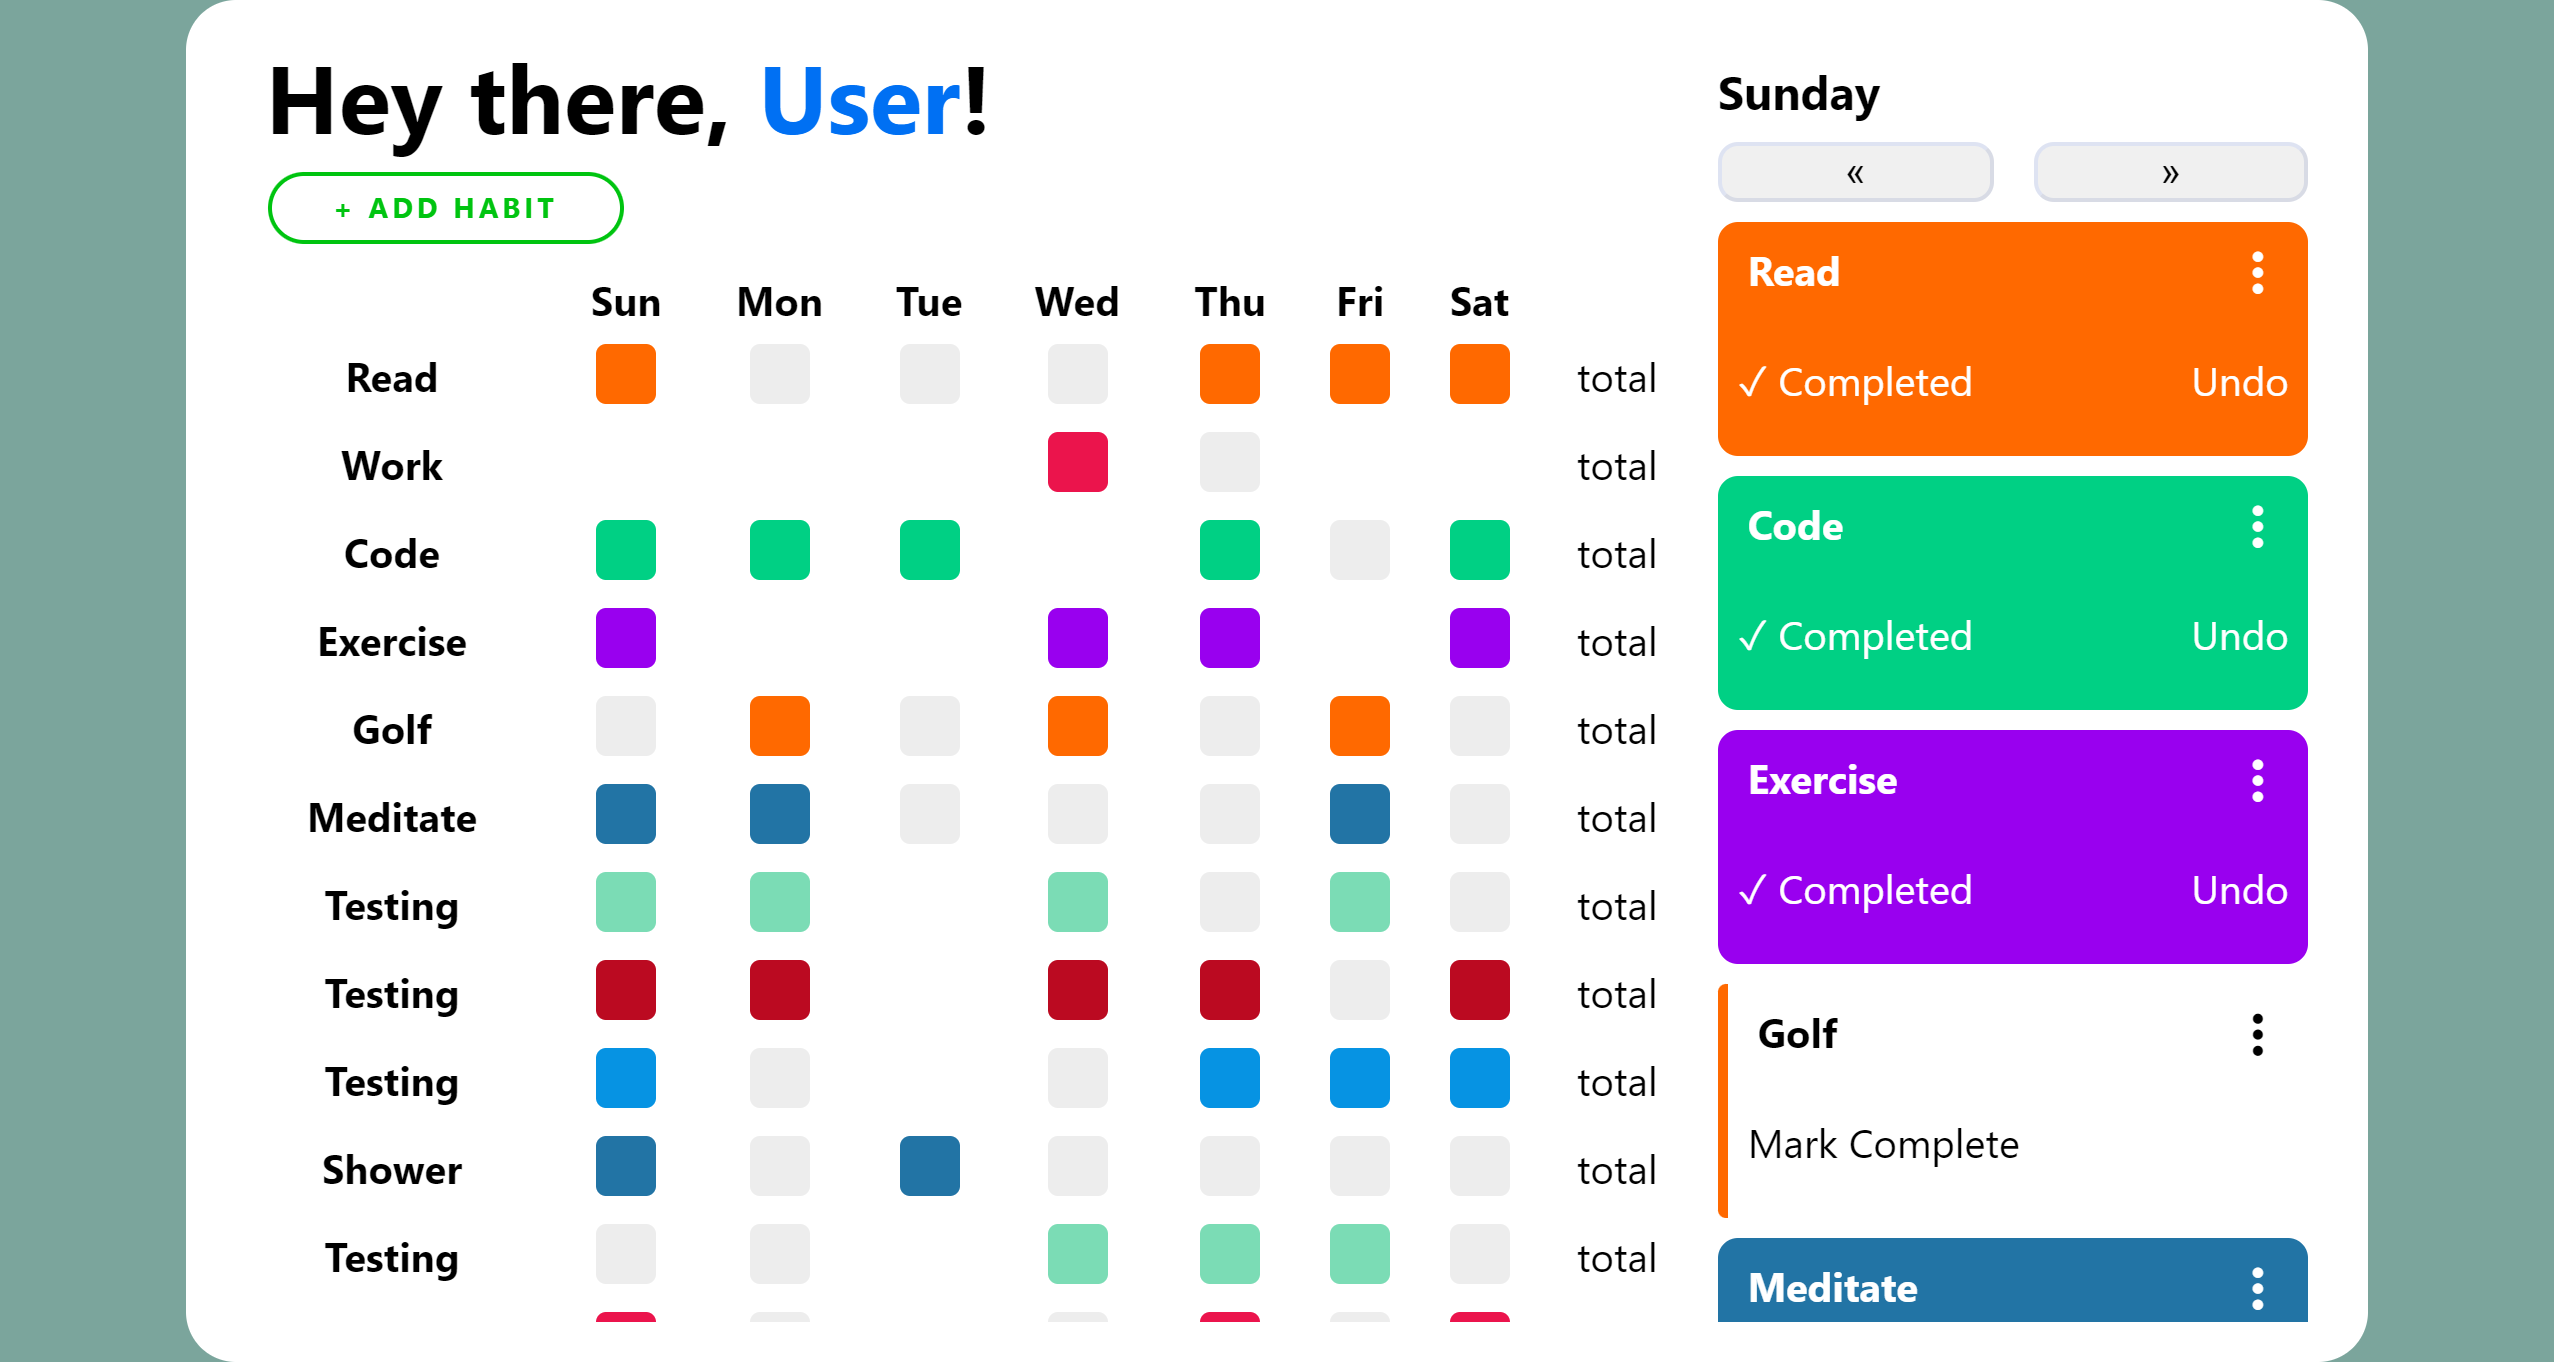 Hey there, User!
+ ADD HABIT
Sun Mon Tue Wed Thu Fri Sat
Read total
Work total
Code total
Exercise total
Golf total
Meditate total
Testing total
Testing total
Testing total
Shower total
Testing total
Sunday
« »
Read
✓ Completed Undo
Code
✓ Completed Undo
Exercise
✓ Completed Undo
Golf
Mark Complete
Meditate